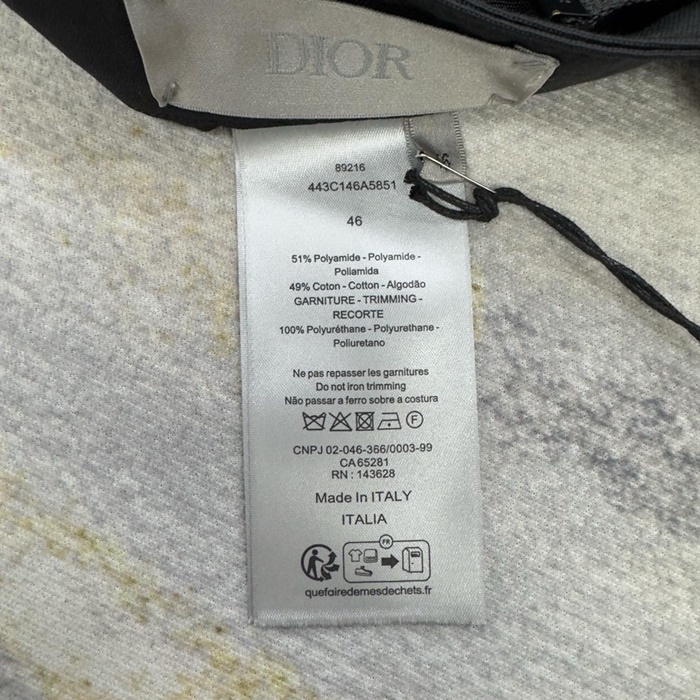 DIOR
89216
443C146A5851
46
51% Polyamide - Polyamide -
Poliamida
49% Coton - Cotton - Algodão
GARNITURE - TRIMMING -
RECORTE
100% Polyuréthane - Polyurethane -
Poliuretano
Ne pas repasser les garnitures
Do not iron trimming
Não passar a ferro sobre a costura
F
CNPJ 02-046-366/0003-99
CA 65281
RN : 143628
Made In ITALY
ITALIA
FR
quefairedemesdechets.fr